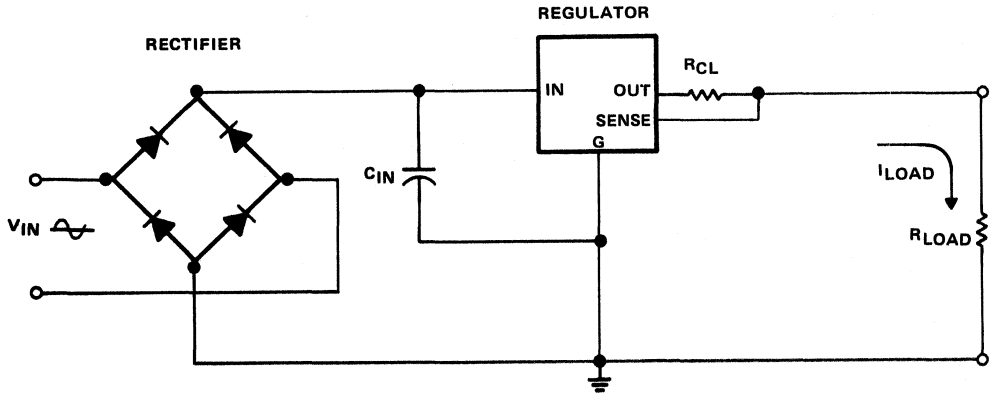 REGULATOR
RECTIFIER
IN
OUT
RCL
SENSE
G
CIN
ILOAD
VIN
RLOAD